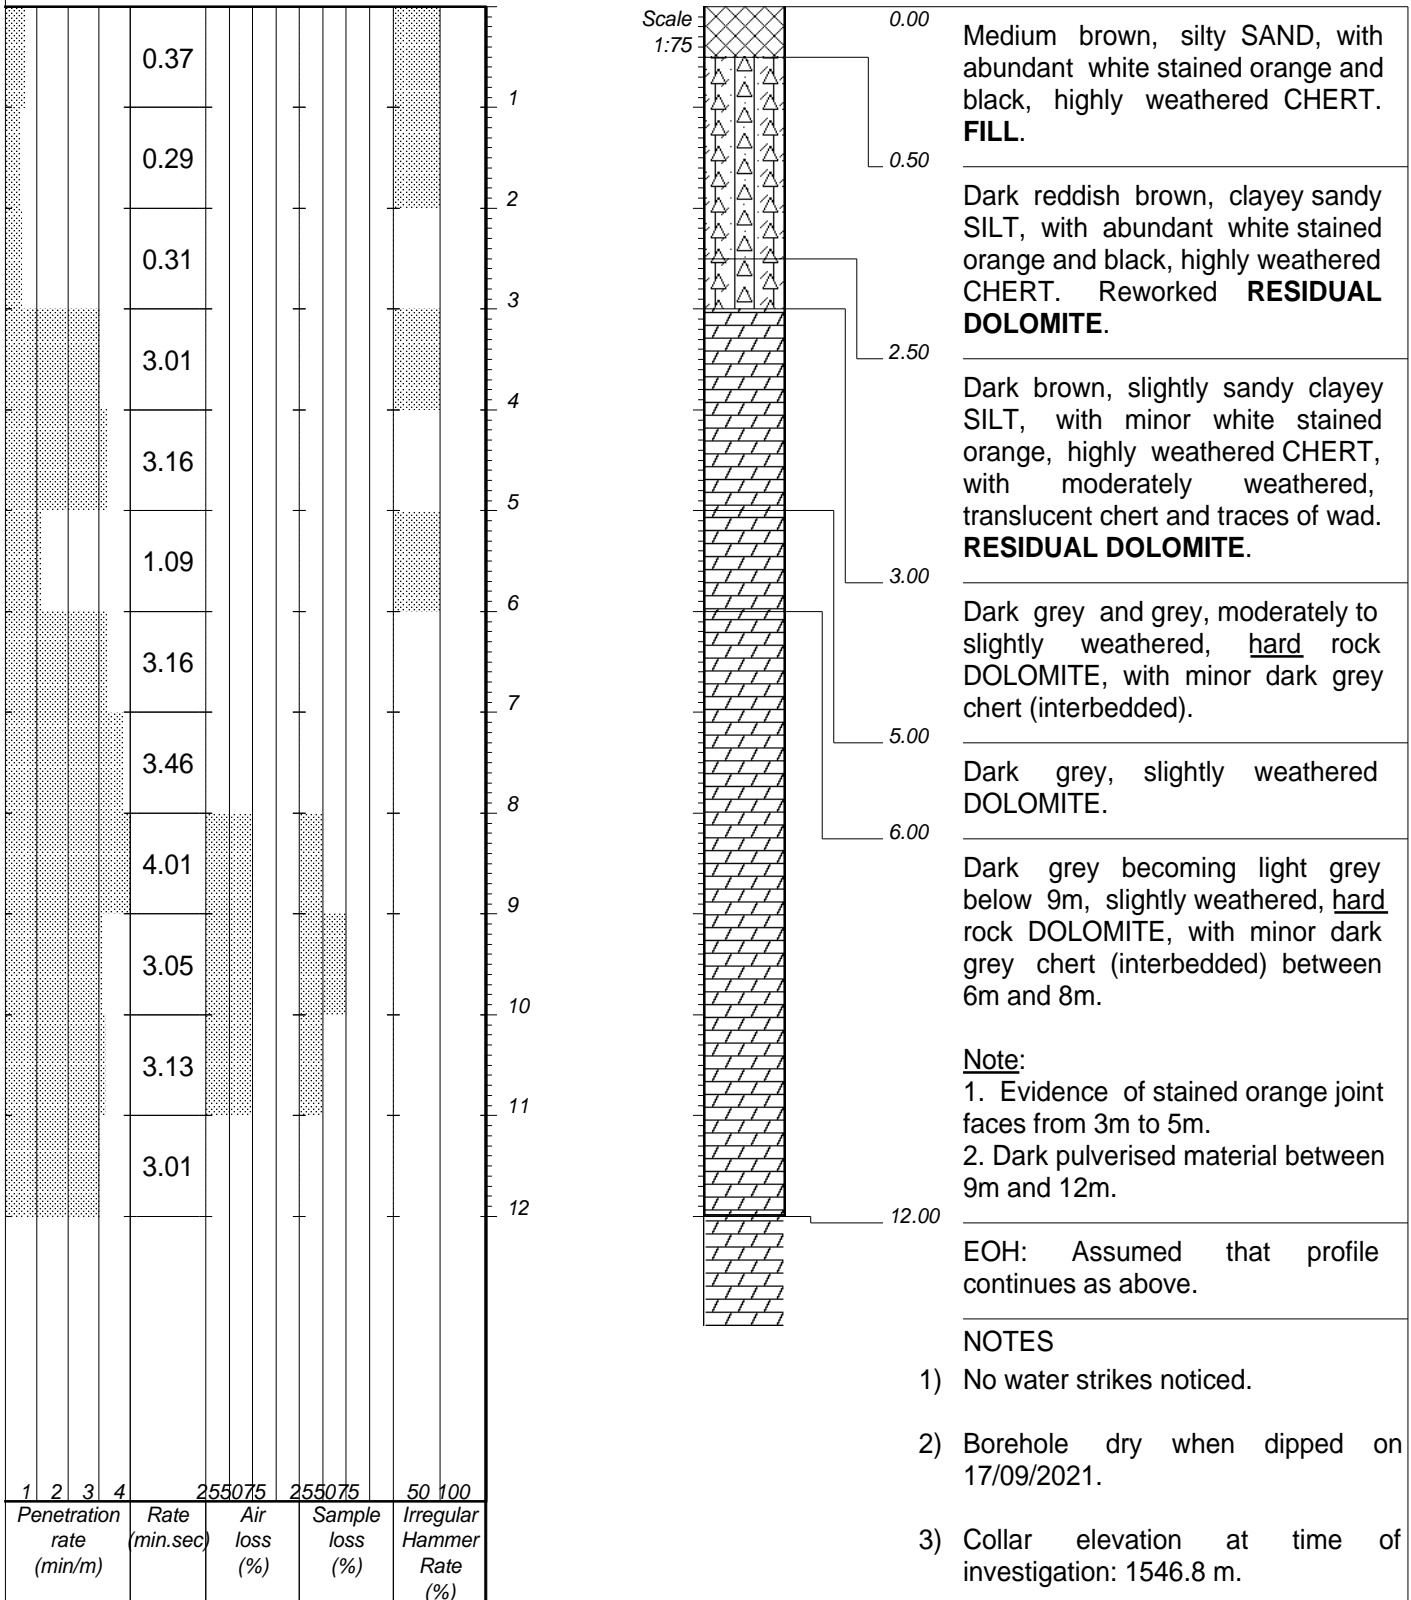 0.37
0.29
0.31
3.01
3.16
1.09
3.16
3.46
4.01
3.05
3.13
3.01
1
2
3
4
5
6
7
8
9
10
11
12
1 2 3 4
255075
255075
50 100
Penetration
rate
(min/m)
Rate
(min.sec)
Air
loss
(%)
Sample
loss
(%)
Irregular
Hammer
Rate
(%)
Scale
1:75
0.00
Medium brown, silty SAND, with
abundant white stained orange and
black, highly weathered CHERT.
FILL.
0.50
Dark reddish brown, clayey sandy
SILT, with abundant white stained
orange and black, highly weathered
CHERT. Reworked RESIDUAL
DOLOMITE.
2.50
Dark brown, slightly sandy clayey
SILT, with minor white stained
orange, highly weathered CHERT,
with moderately weathered,
translucent chert and traces of wad.
RESIDUAL DOLOMITE.
3.00
Dark grey and grey, moderately to
slightly weathered, hard rock
DOLOMITE, with minor dark grey
chert (interbedded).
5.00
Dark grey, slightly weathered
DOLOMITE.
6.00
Dark grey becoming light grey
below 9m, slightly weathered, hard
rock DOLOMITE, with minor dark
grey chert (interbedded) between
6m and 8m.
Note:
1. Evidence of stained orange joint
faces from 3m to 5m.
2. Dark pulverised material between
9m and 12m.
12.00
EOH: Assumed that profile
continues as above.
NOTES
1) No water strikes noticed.
2) Borehole dry when dipped on
17/09/2021.
3) Collar elevation at time of
investigation: 1546.8 m.